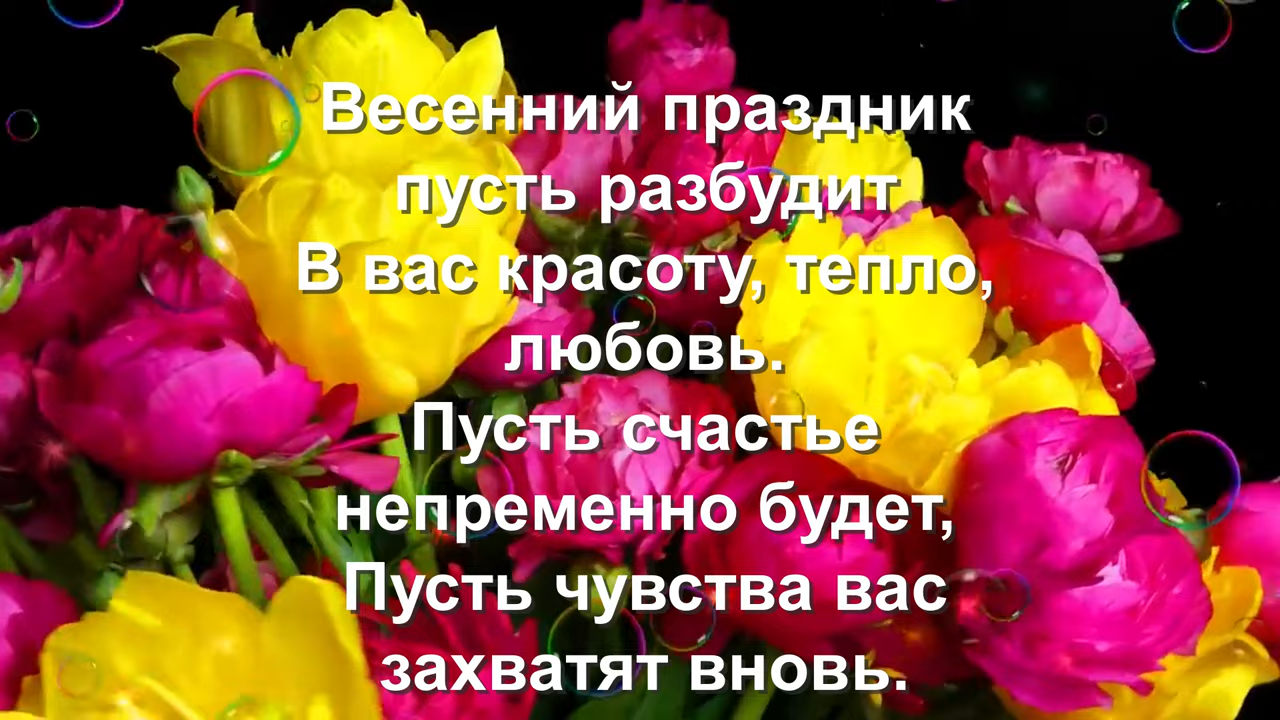 Весенний праздник
пусть разбудит
В вас красоту, тепло,
любовь.
Пусть счастье
непременно будет,
Пусть чувства вас
захватят вновь.